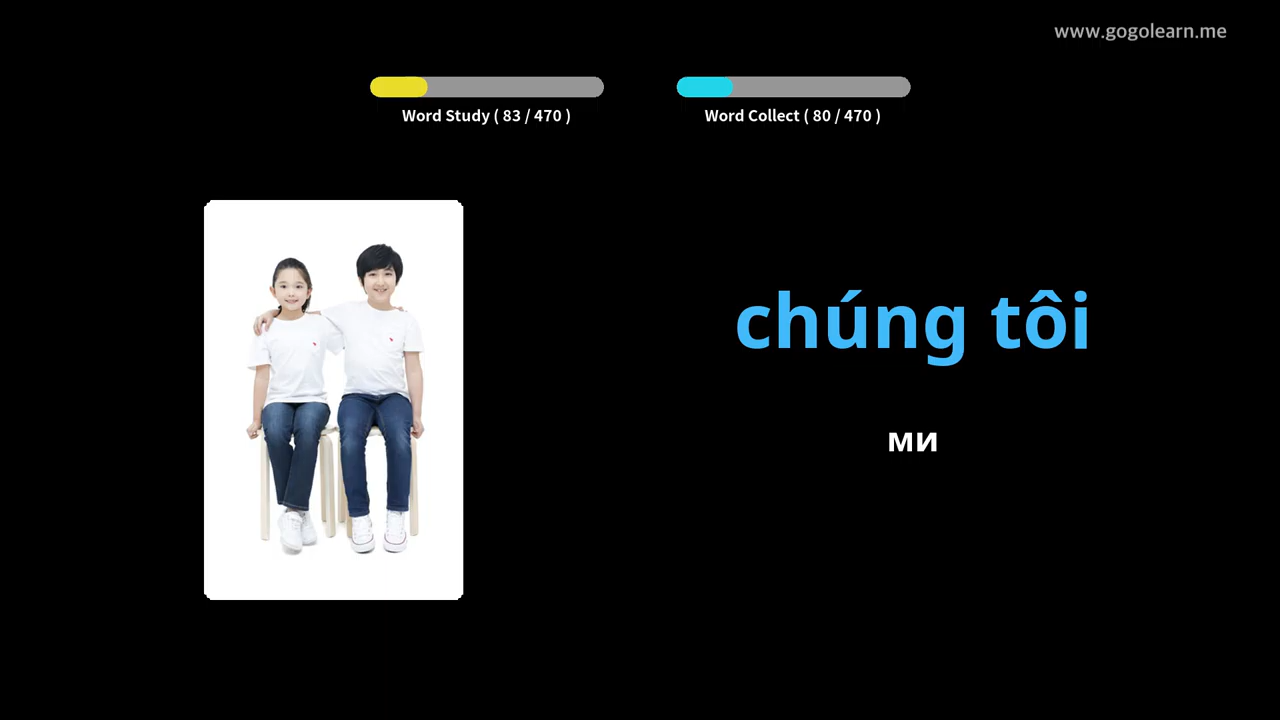 www.gogolearn.me
Word Study ( 83 / 470 )
Word Collect ( 80 / 470 )
chúng tôi
ми